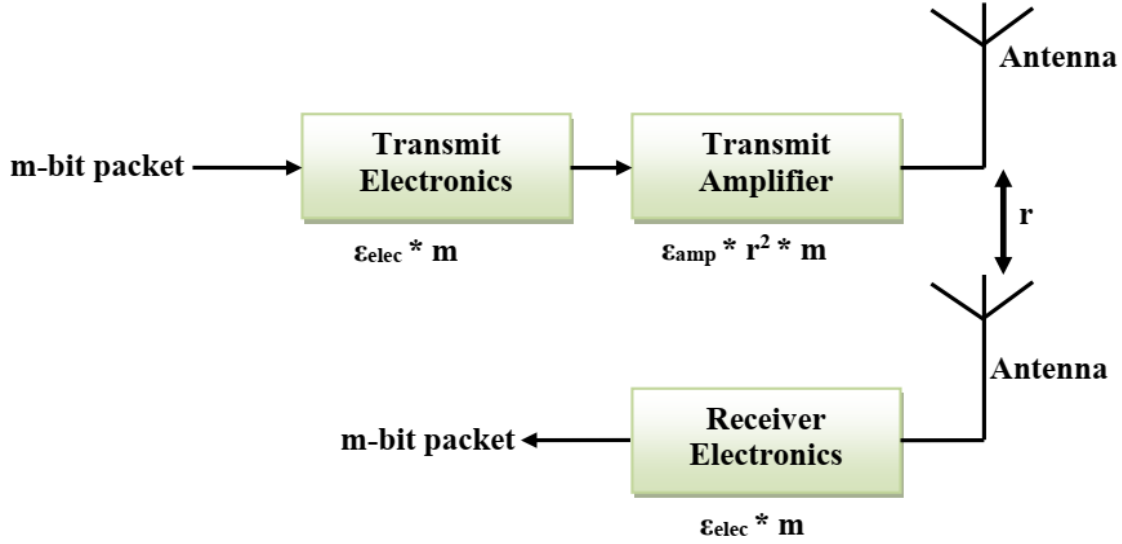 Antenna
m-bit packet
Transmit
Electronics
Transmit
Amplifier
εelec * m
εamp * r² * m
r
Antenna
m-bit packet
Receiver
Electronics
εelec * m